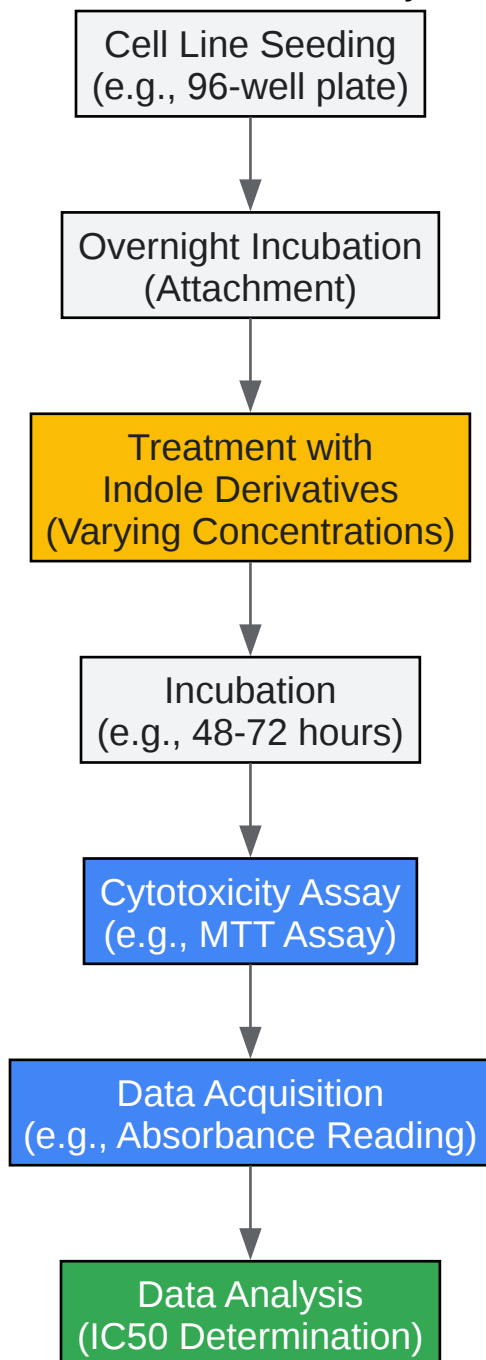 Cell Line Seeding
(e.g., 96-well plate)
Overnight Incubation
(Attachment)
Treatment with
Indole Derivatives
(Varying Concentrations)
Incubation
(e.g., 48-72 hours)
Cytotoxicity Assay
(e.g., MTT Assay)
Data Acquisition
(e.g., Absorbance Reading)
Data Analysis
(IC50 Determination)